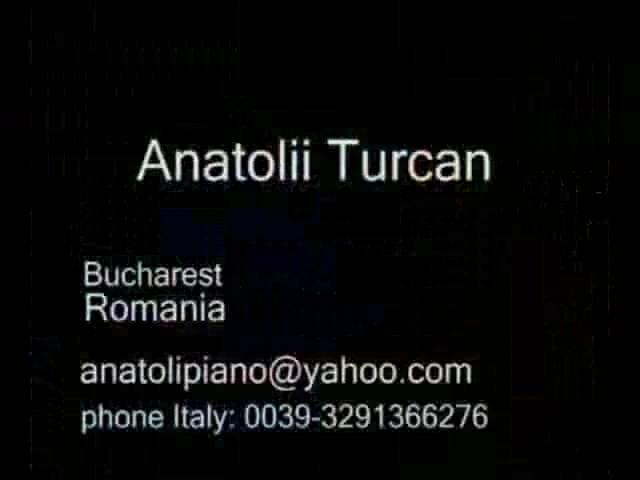 Anatolii Turcan
Bucharest
Romania
anatolipiano@yahoo.com
phone Italy: 0039-3291366276